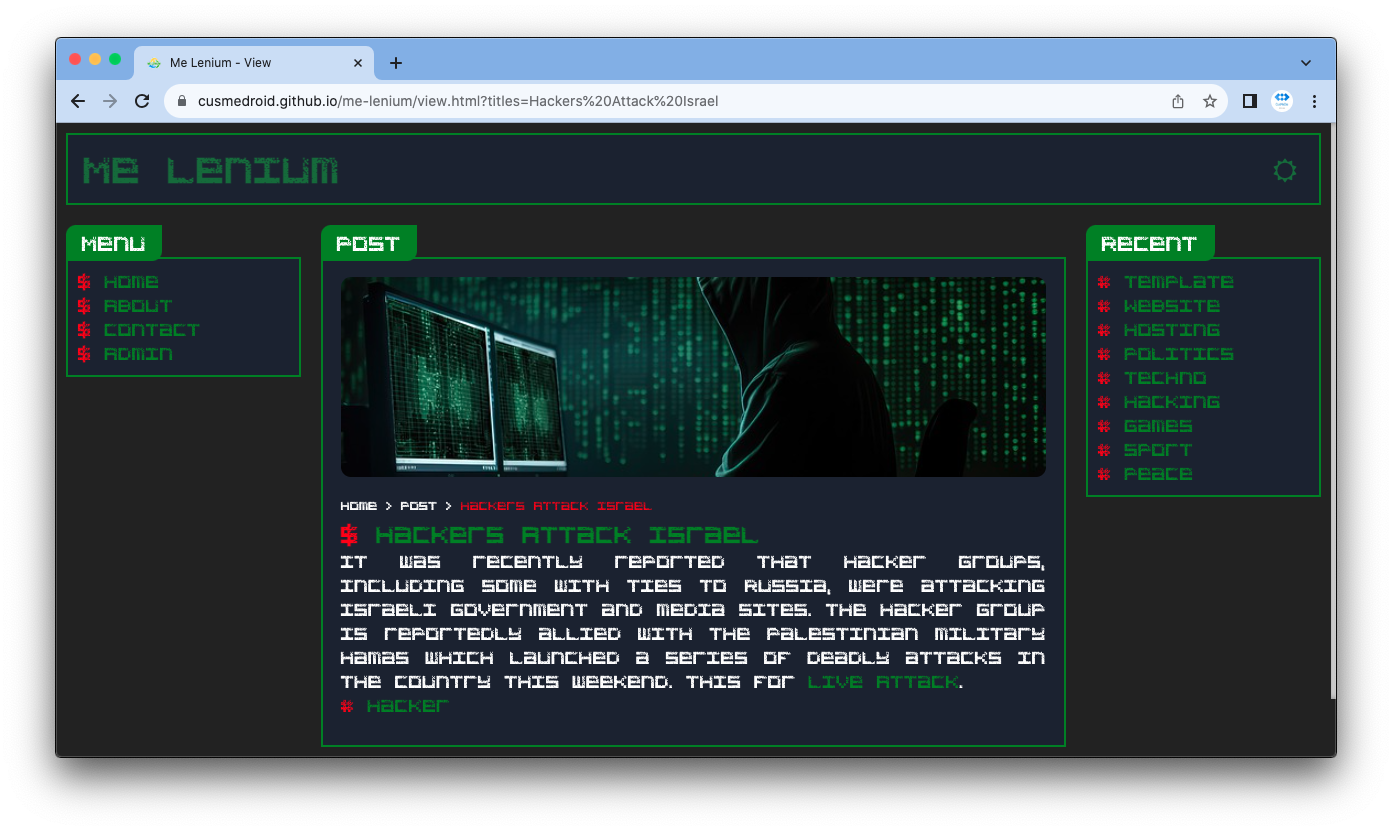 Me Lenium - View
cusmedroid.github.io/me-lenium/view.html?titles=Hackers%20Attack%20Israel
Me Lenium
Menu
$ Home
$ About
$ Contact
$ Admin
Post
Home > Post > Hackers Attack Israel
$ Hackers Attack Israel
It was recently reported that hacker groups,
including some with ties to Russia, were attacking
Israeli government and media sites. The hacker group
is reportedly allied with the Palestinian military
Hamas which launched a series of deadly attacks in
the country this weekend. This for Live Attack.
# Hacker
Recent
# Template
# Website
# Hosting
# Politics
# Techno
# Hacking
# Games
# Sport
# Peace